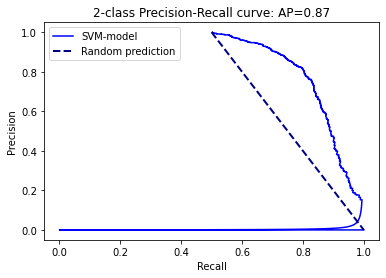 2-class Precision-Recall curve: AP=0.87
SVM-model
Random prediction
1.0
0.8
0.6
0.4
0.2
0.0
Precision
0.0 0.2 0.4 0.6 0.8 1.0
Recall